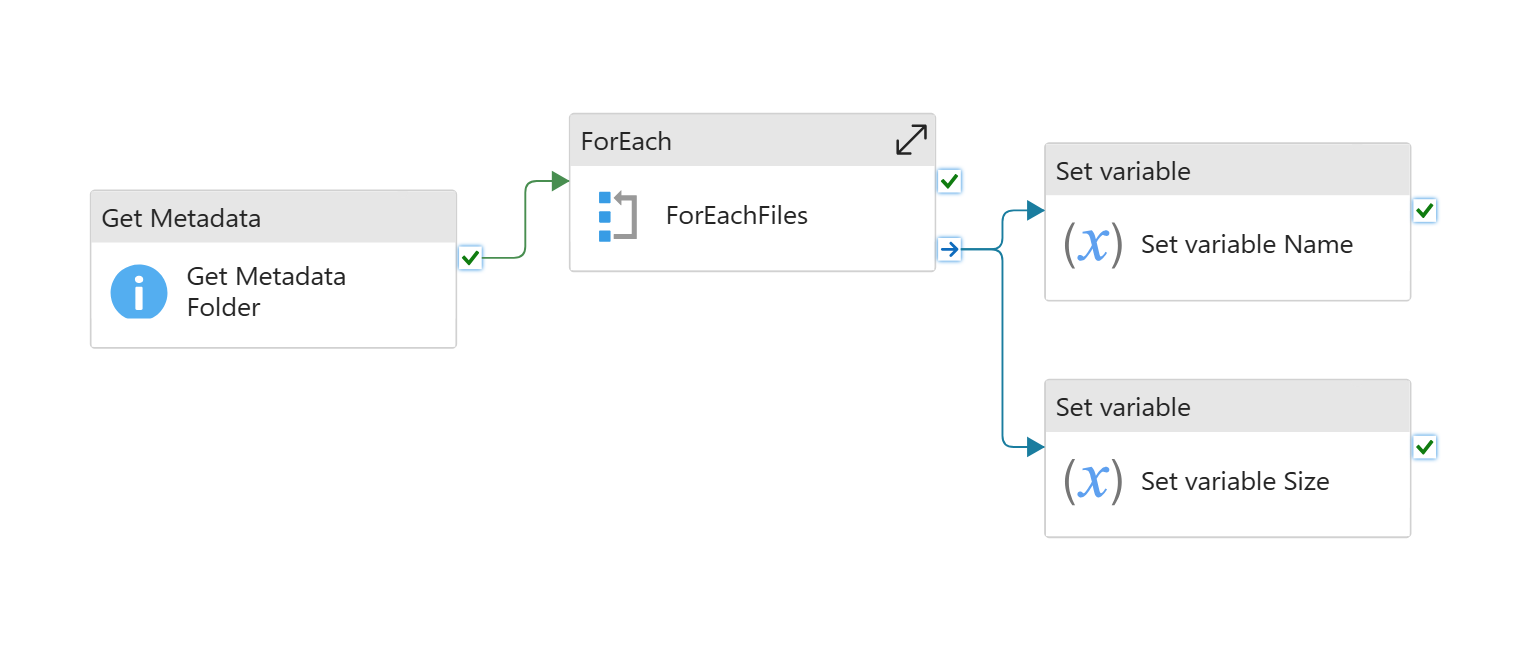 Get Metadata
Get Metadata
Folder
ForEach
ForEachFiles
Set variable
(x) Set variable Name
Set variable
(x) Set variable Size